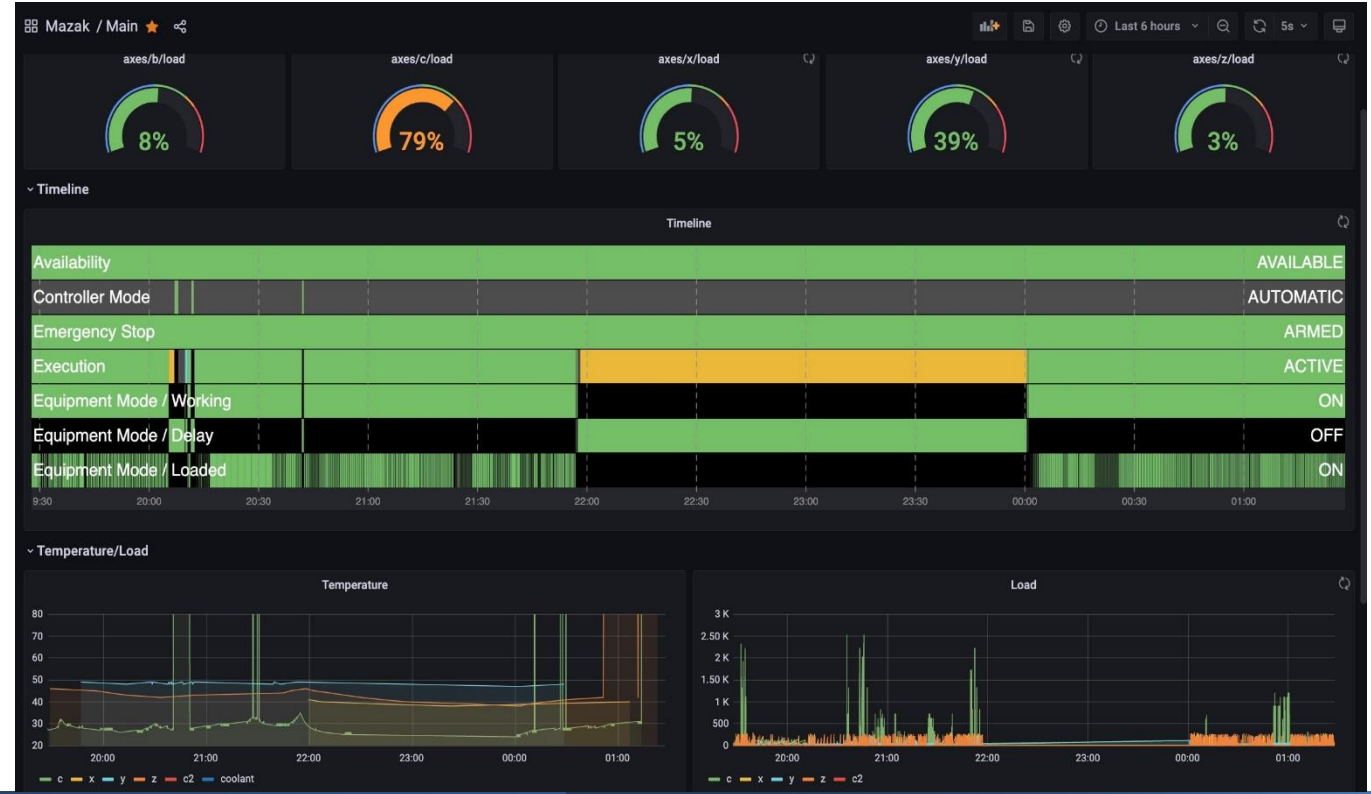 Mazak / Main
Last 6 hours 5s
axes/b/load axes/c/load axes/x/load axes/y/load axes/z/load
8% 79% 5% 39% 3%
Timeline
Timeline
Availability AVAILABLE
Controller Mode AUTOMATIC
Emergency Stop ARMED
Execution ACTIVE
Equipment Mode / Working ON
Equipment Mode / Delay OFF
Equipment Mode / Loaded ON
9:30 20:00 20:30 21:00 21:30 22:00 22:30 23:00 23:30 00:00 00:30 01:00
Temperature/Load
Temperature Load
80
70
60
50
40
30
20
20:00 21:00 22:00 23:00 00:00 01:00
c x y z c2 coolant
3 K
2.50 K
2 K
1.50 K
1 K
500
0
20:00 21:00 22:00 23:00 00:00 01:00
c x y z c2